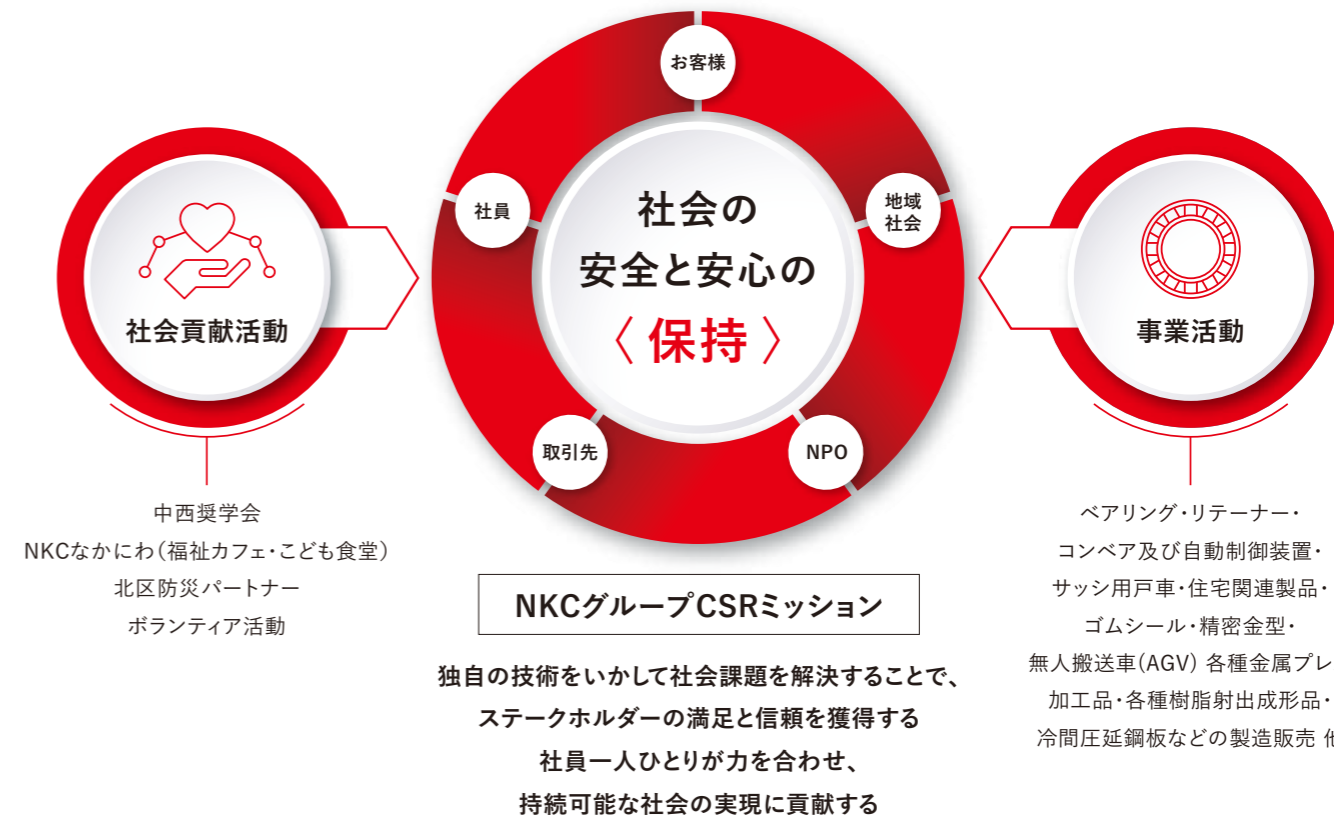 お客様
社員
地域
社会
取引先
NPO
社会の
安全と安心の
〈 保持 〉
社会貢献活動
中西奨学会
NKCなかにわ(福祉カフェ・こども食堂)
北区防災パートナー
ボランティア活動
事業活動
ベアリング・リテーナー・
コンベア及び自動制御装置・
サッシ用戸車・住宅関連製品・
ゴムシール・精密金型・
無人搬送車(AGV) 各種金属プレ
加工品・各種樹脂射出成形品・
冷間圧延鋼板などの製造販売
NKCグループCSRミッション
独自の技術をいかして社会課題を解決することで、
ステークホルダーの満足と信頼を獲得する
社員一人ひとりが力を合わせ、
持続可能な社会の実現に貢献する